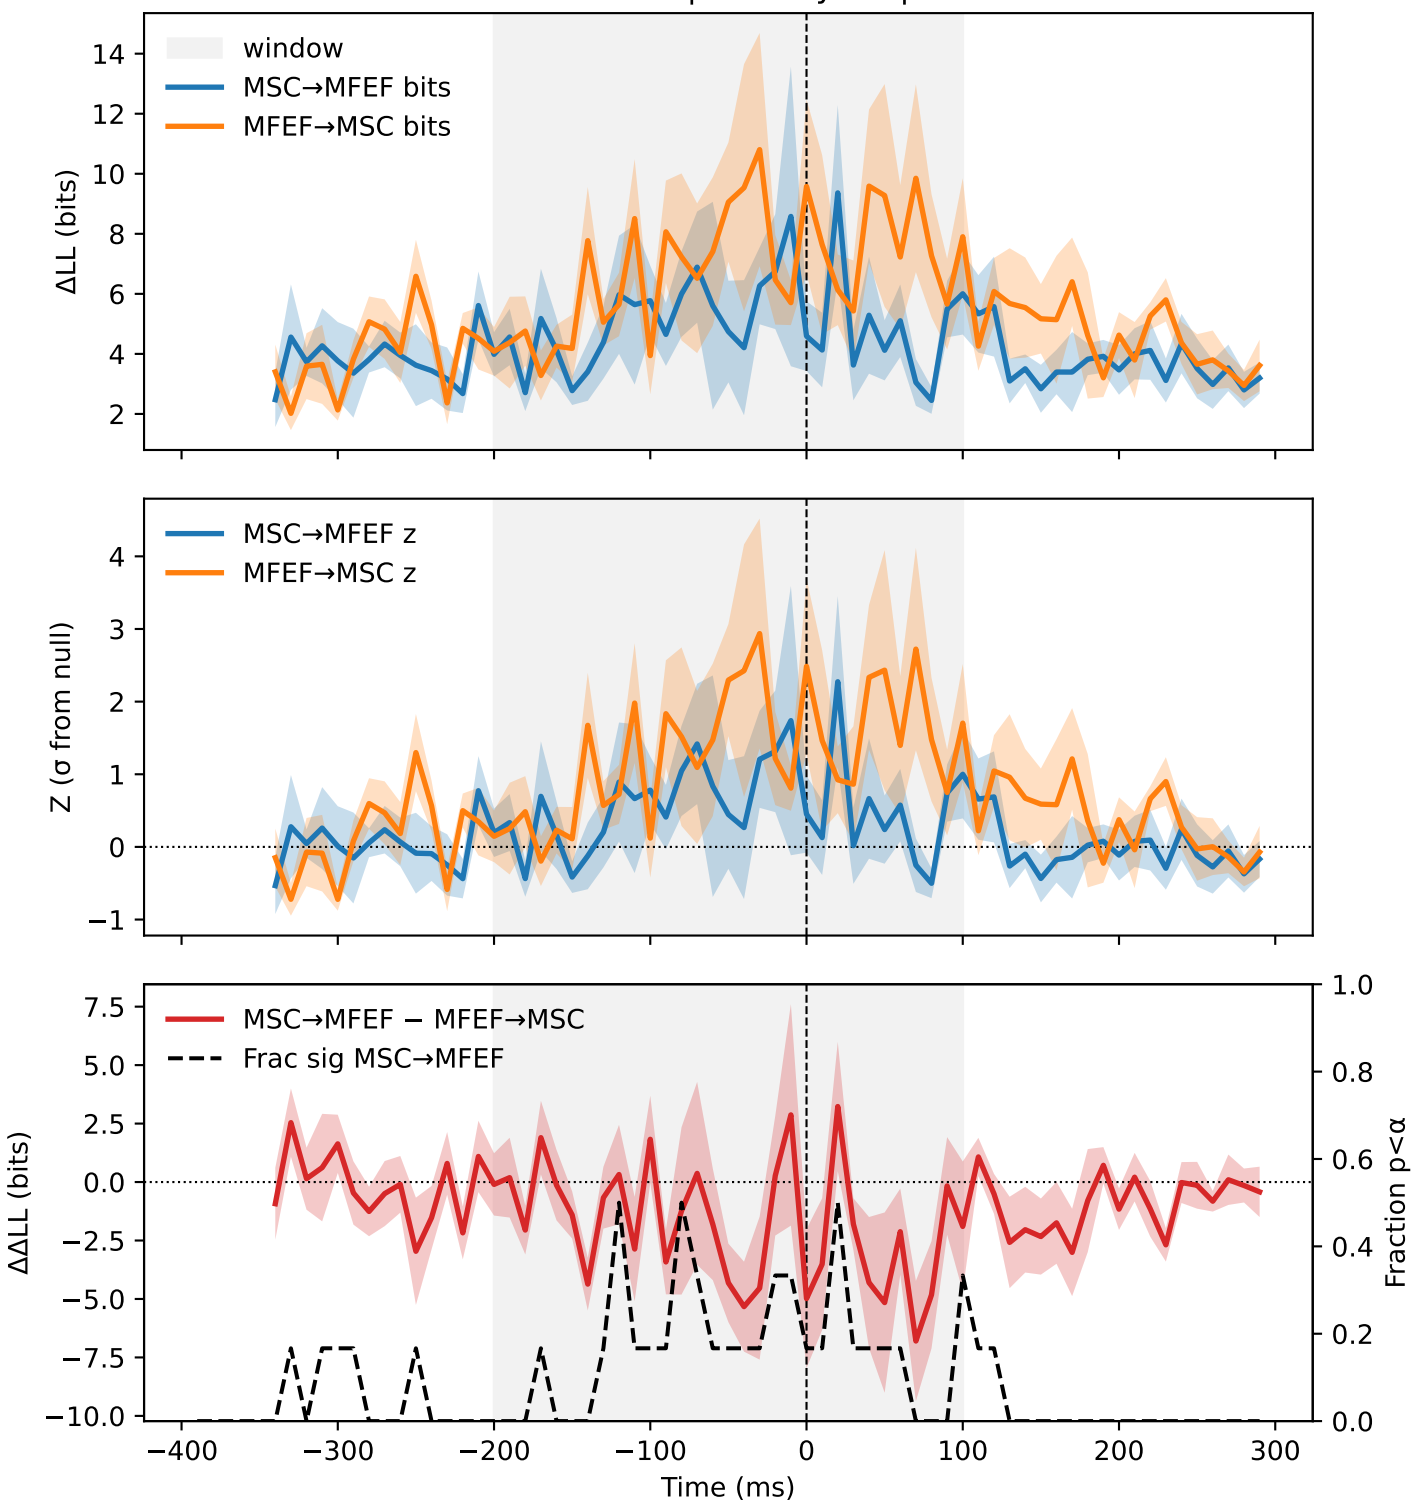 window
MSC→MFEF bits
MFEF→MSC bits
ΔLL (bits)
14
12
10
8
6
4
2
MSC→MFEF z
MFEF→MSC z
Z (σ from null)
4
3
2
1
0
−1
MSC→MFEF − MFEF→MSC
Frac sig MSC→MFEF
ΔΔLL (bits)
7.5
5.0
2.5
0.0
−2.5
−5.0
−7.5
−10.0
1.0
0.8
0.6
0.4
0.2
0.0
Fraction p<α
−400 −300 −200 −100 0 100 200 300
Time (ms)